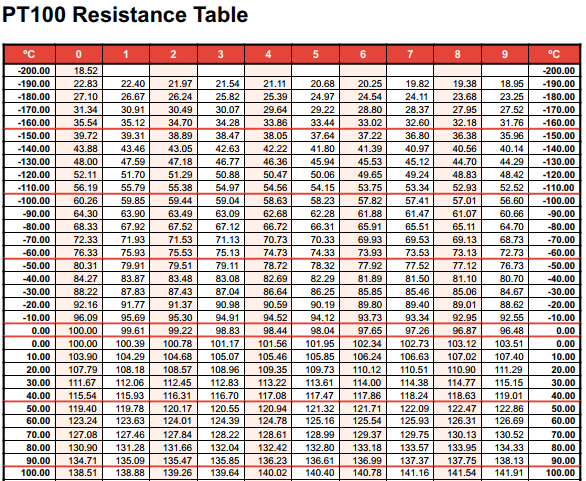 PT100 Resistance Table
ºC 0 1 2 3 4 5 6 7 8 9 ºC
-200.00 18.52 -200.00
-190.00 22.83 22.40 21.97 21.54 21.11 20.68 20.25 19.82 19.38 18.95 -190.00
-180.00 27.10 26.67 26.24 25.82 25.39 24.97 24.54 24.11 23.68 23.25 -180.00
-170.00 31.34 30.91 30.49 30.07 29.64 29.22 28.80 28.37 27.95 27.52 -170.00
-160.00 35.54 35.12 34.70 34.28 33.86 33.44 33.02 32.60 32.18 31.76 -160.00
-150.00 39.72 39.31 38.89 38.47 38.05 37.64 37.22 36.80 36.38 35.96 -150.00
-140.00 43.88 43.46 43.05 42.63 42.22 41.80 41.39 40.97 40.56 40.14 -140.00
-130.00 48.00 47.59 47.18 46.77 46.36 45.94 45.53 45.12 44.70 44.29 -130.00
-120.00 52.11 51.70 51.29 50.88 50.47 50.06 49.65 49.24 48.83 48.42 -120.00
-110.00 56.19 55.79 55.38 54.97 54.56 54.15 53.75 53.34 52.93 52.52 -110.00
-100.00 60.26 59.85 59.44 59.04 58.63 58.23 57.82 57.41 57.01 56.60 -100.00
-90.00 64.30 63.90 63.49 63.09 62.68 62.28 61.88 61.47 61.07 60.66 -90.00
-80.00 68.33 67.92 67.52 67.12 66.72 66.31 65.91 65.51 65.11 64.70 -80.00
-70.00 72.33 71.93 71.53 71.13 70.73 70.33 69.93 69.53 69.13 68.73 -70.00
-60.00 76.33 75.93 75.53 75.13 74.73 74.33 73.93 73.53 73.13 72.73 -60.00
-50.00 80.31 79.91 79.51 79.11 78.72 78.32 77.92 77.52 77.12 76.73 -50.00
-40.00 84.27 83.87 83.48 83.08 82.69 82.29 81.89 81.50 81.10 80.70 -40.00
-30.00 88.22 87.83 87.43 87.04 86.64 86.25 85.85 85.46 85.06 84.67 -30.00
-20.00 92.16 91.77 91.37 90.98 90.59 90.19 89.80 89.40 89.01 88.62 -20.00
-10.00 96.09 95.69 95.30 94.91 94.52 94.12 93.73 93.34 92.95 92.55 -10.00
0.00 100.00 99.61 99.22 98.83 98.44 98.04 97.65 97.26 96.87 96.48 0.00
0.00 100.00 100.39 100.78 101.17 101.56 101.95 102.34 102.73 103.12 103.51 0.00
10.00 103.90 104.29 104.68 105.07 105.46 105.85 106.24 106.63 107.02 107.40 10.00
20.00 107.79 108.18 108.57 108.96 109.35 109.73 110.12 110.51 110.90 111.29 20.00
30.00 111.67 112.06 112.45 112.83 113.22 113.61 114.00 114.38 114.77 115.15 30.00
40.00 115.54 115.93 116.31 116.70 117.08 117.47 117.86 118.24 118.63 119.01 40.00
50.00 119.40 119.78 120.17 120.55 120.94 121.32 121.71 122.09 122.47 122.86 50.00
60.00 123.24 123.63 124.01 124.39 124.78 125.16 125.54 125.93 126.31 126.69 60.00
70.00 127.08 127.46 127.84 128.22 128.61 128.99 129.37 129.75 130.13 130.52 70.00
80.00 130.90 131.28 131.66 132.04 132.42 132.80 133.18 133.57 133.95 134.33 80.00
90.00 134.71 135.09 135.47 135.85 136.23 136.61 136.99 137.37 137.75 138.13 90.00
100.00 138.51 138.88 139.26 139.64 140.02 140.40 140.78 141.16 141.54 141.91 100.00